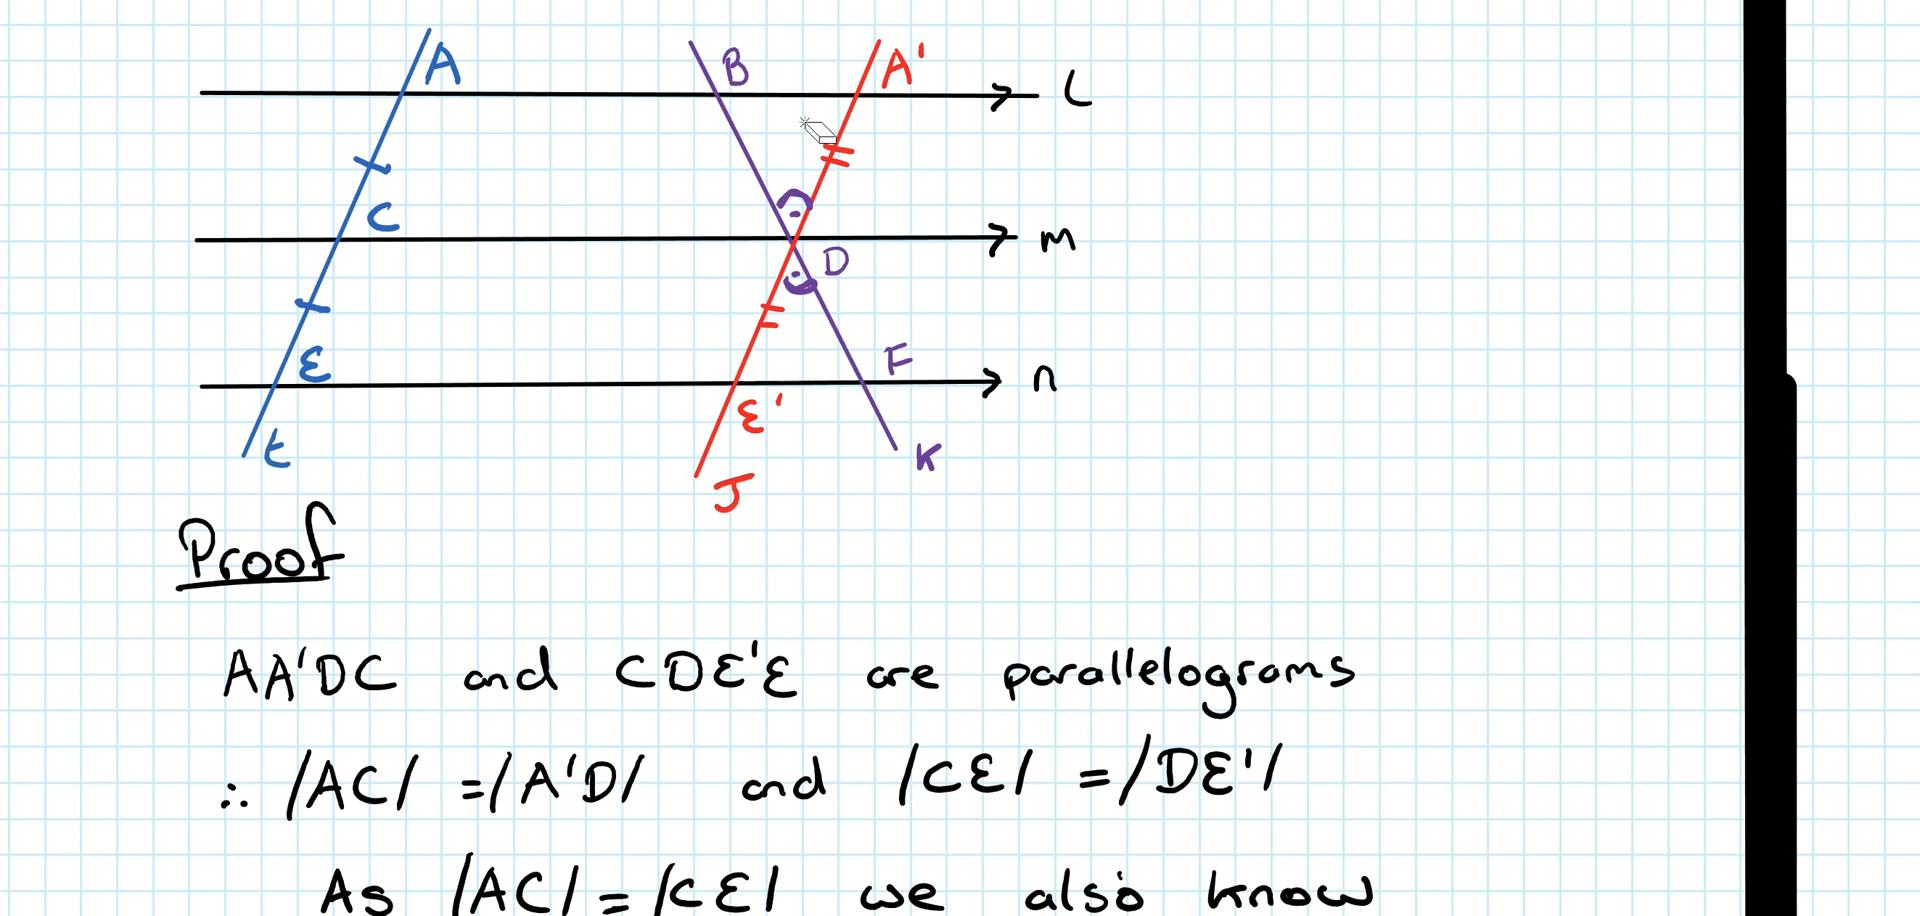 A B A' L
C D m
E F n
E'
t K
J
Proof
AA'DC and CDE'E are parallelograms
∴ /AC/ =/A'D/ and /CE/ =/DE'/
As /AC/ = /CE/ we also know